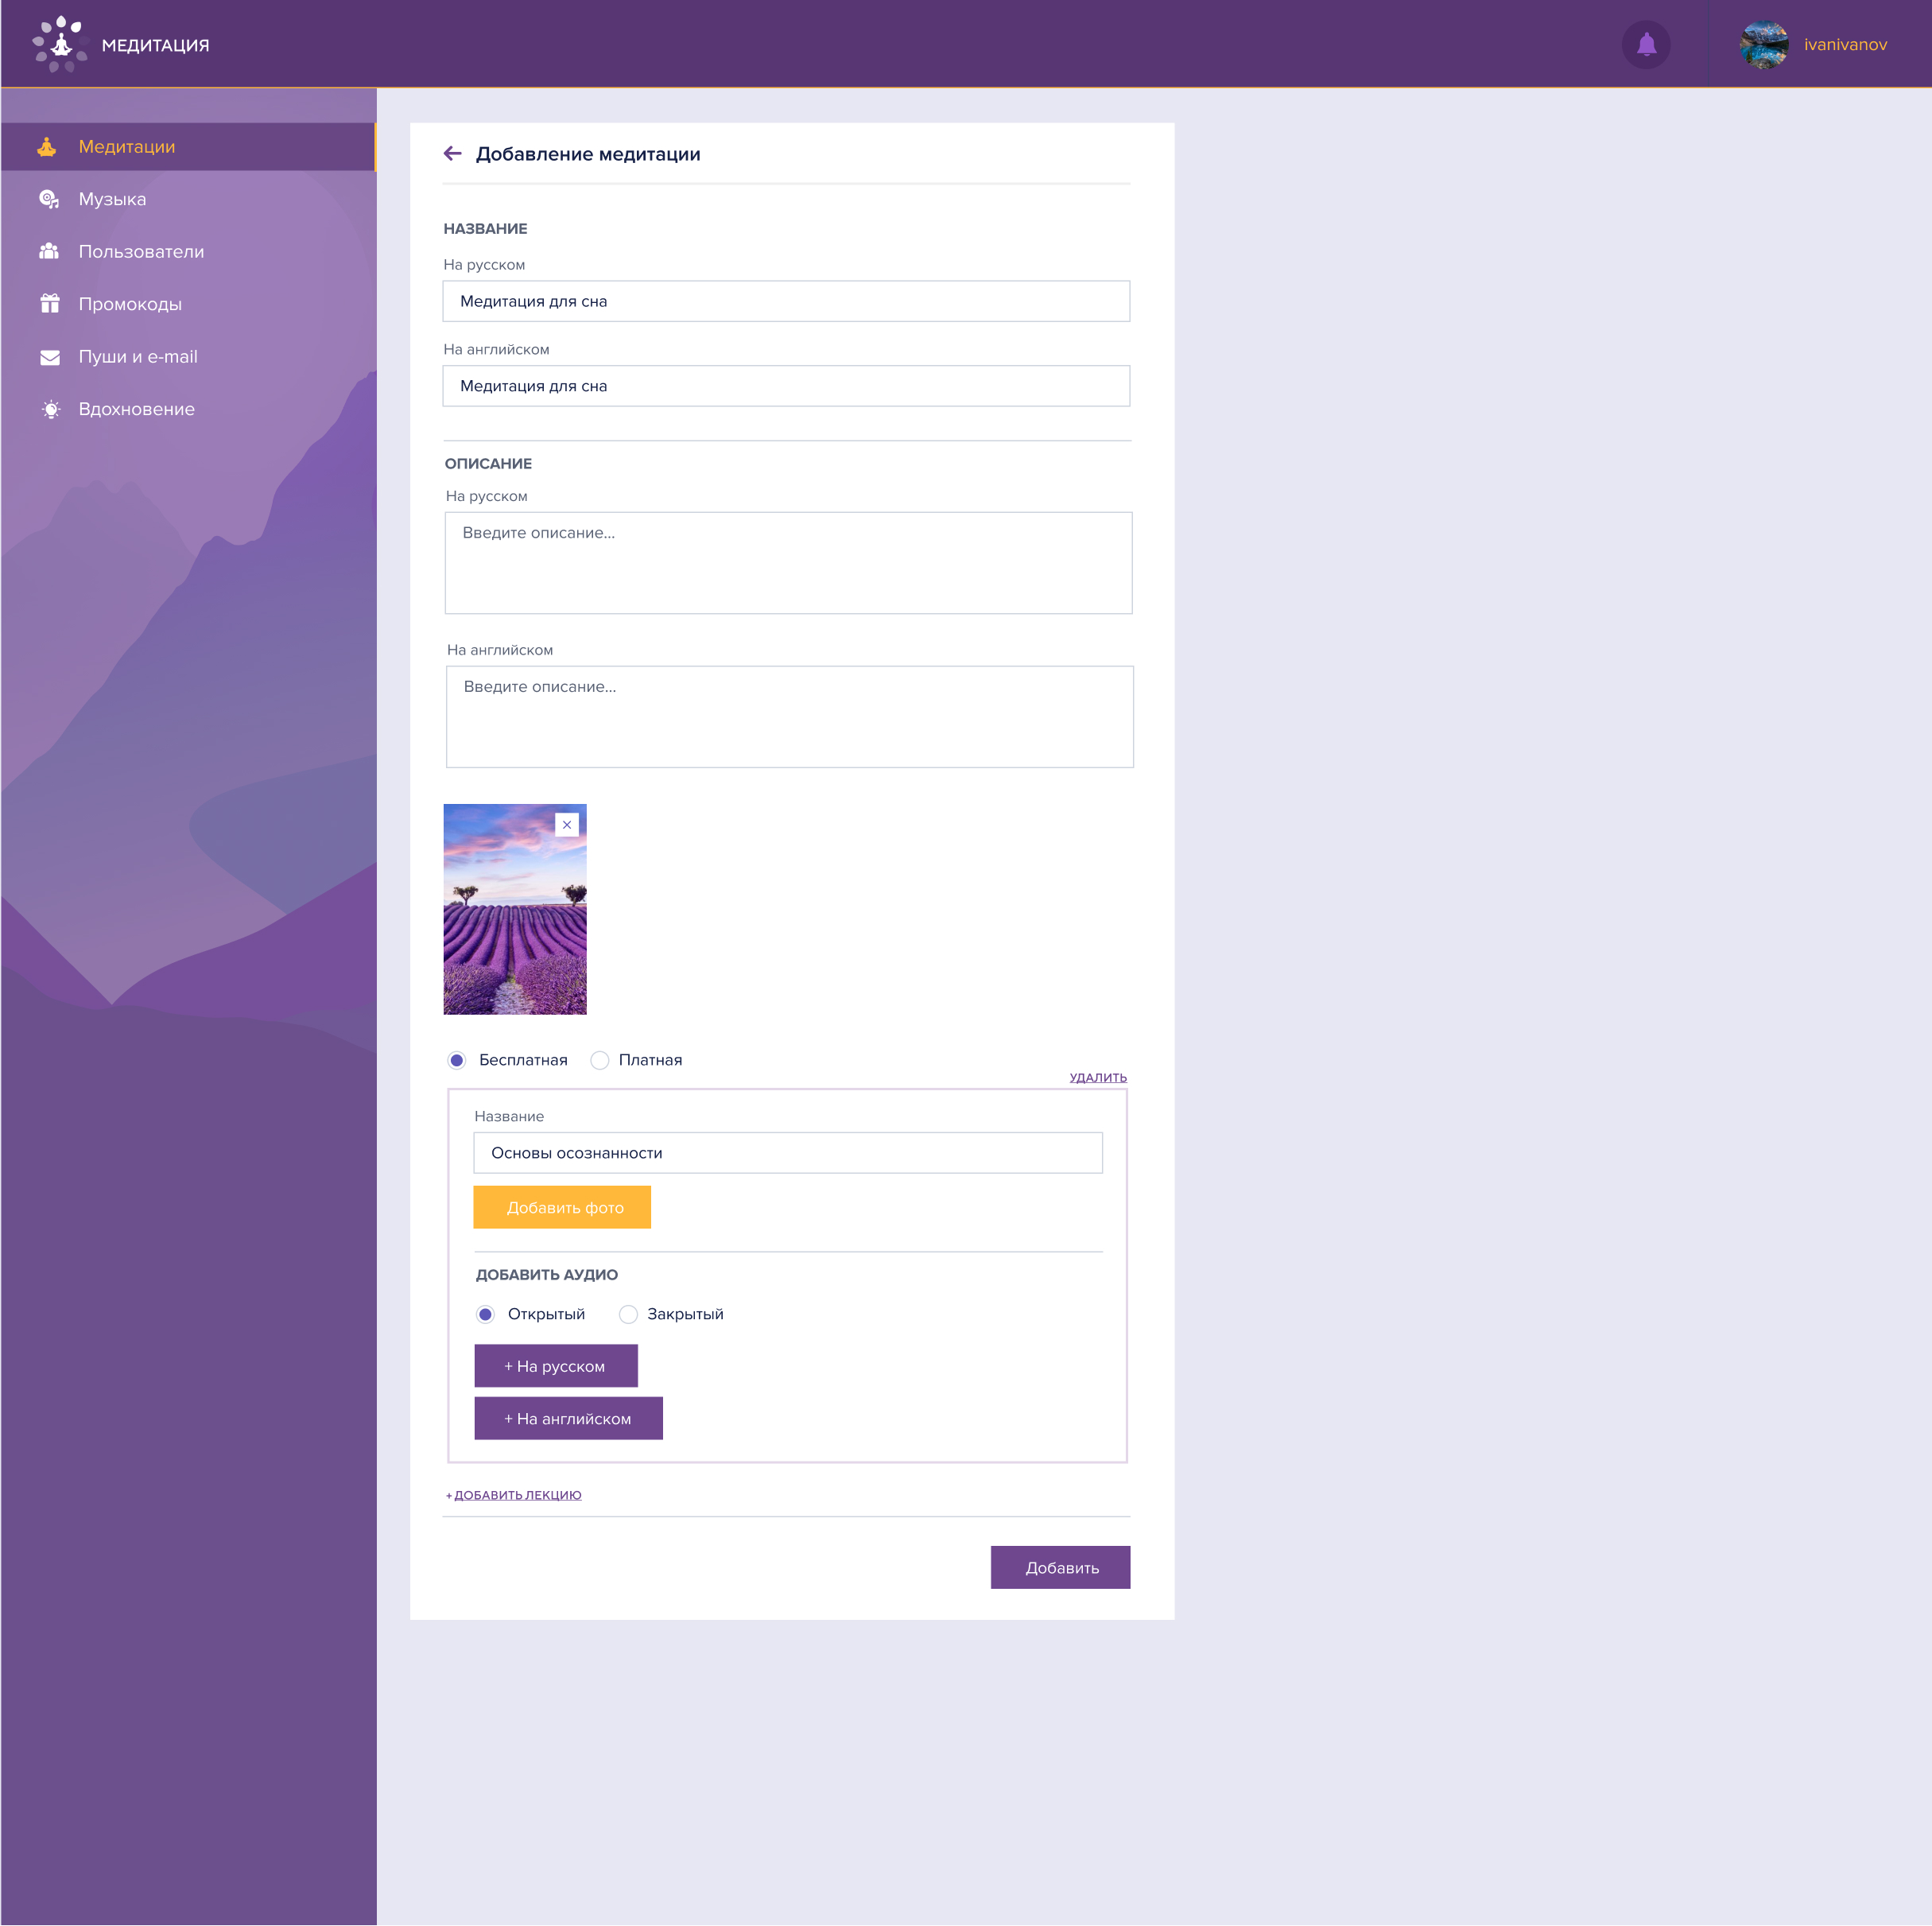 МЕДИТАЦИЯ
ivanivanov
Медитации
Музыка
Пользователи
Промокоды
Пуши и e-mail
Вдохновение
Добавление медитации
НАЗВАНИЕ
На русском
Медитация для сна
На английском
Медитация для сна
ОПИСАНИЕ
На русском
Введите описание...
На английском
Введите описание...
Бесплатная Платная
УДАЛИТЬ
Название
Основы осознанности
Добавить фото
ДОБАВИТЬ АУДИО
Открытый Закрытый
+ На русском
+ На английском
+ ДОБАВИТЬ ЛЕКЦИЮ
Добавить